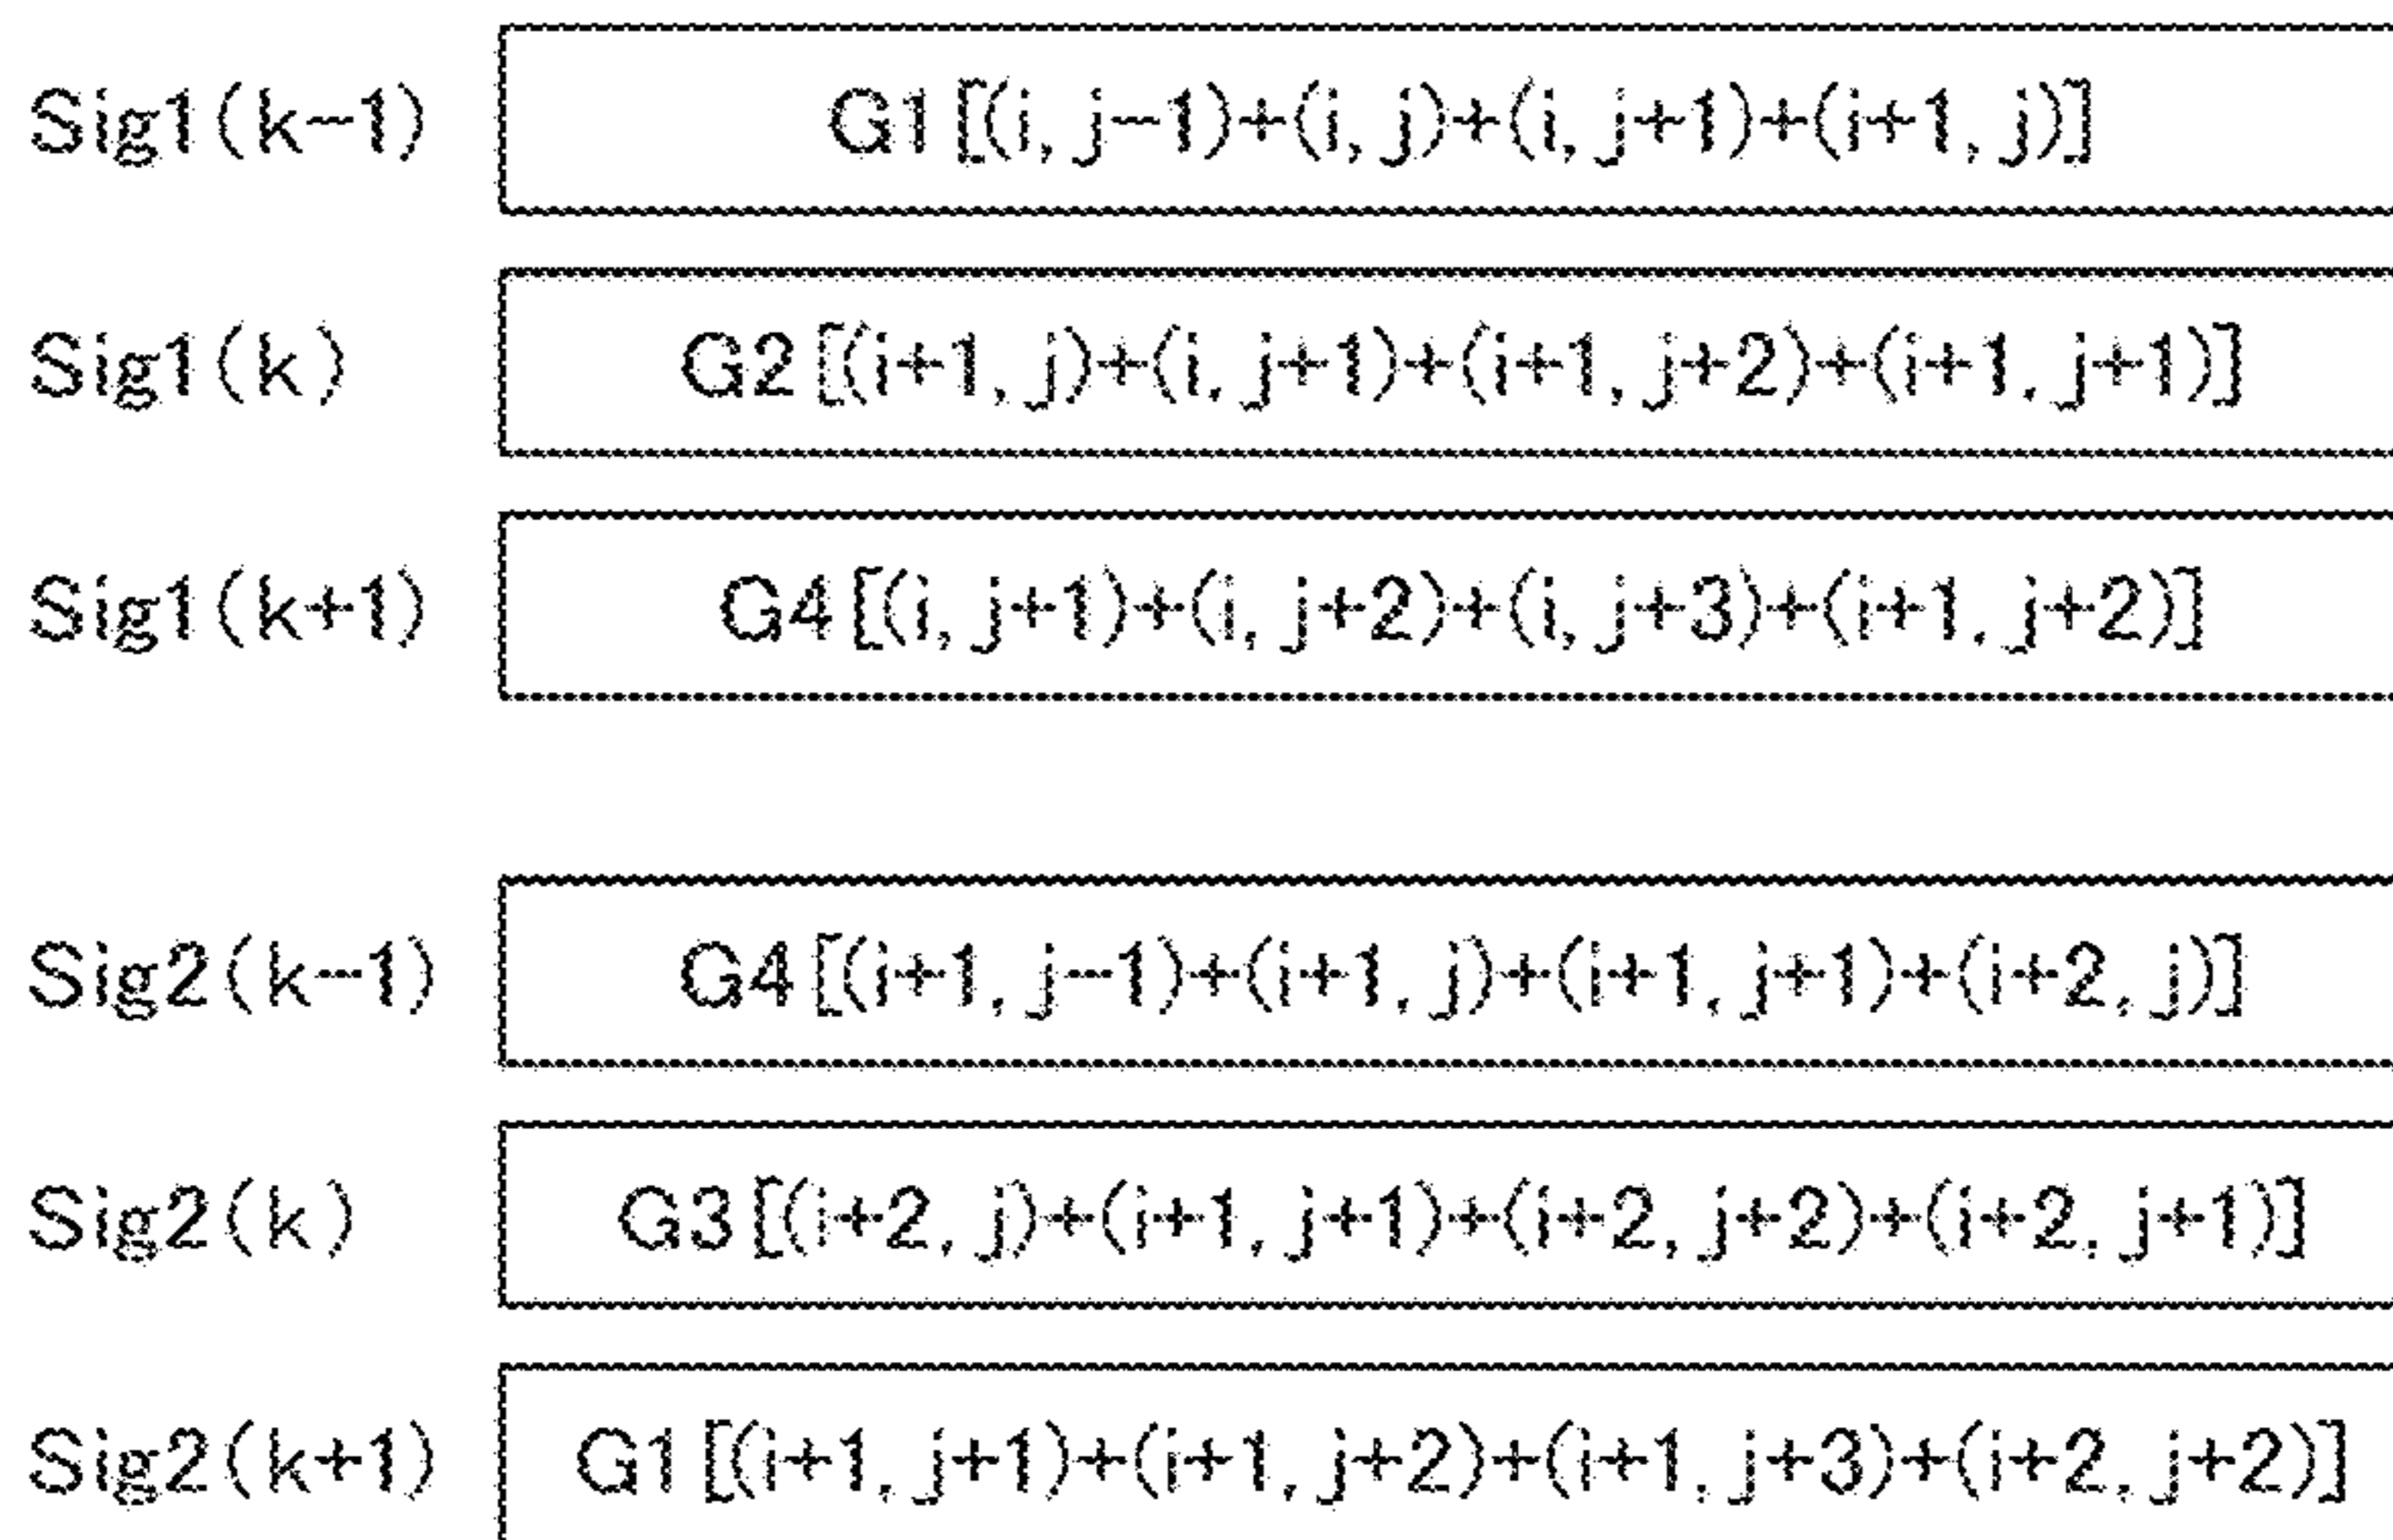 Sig1(k-1) G1[(i, j-1)+(i, j)+(i, j+1)+(i+1, j)]
Sig1(k) G2[(i+1, j)+(i, j+1)+(i+1, j+2)+(i+1, j+1)]
Sig1(k+1) G4[(i, j+1)+(i, j+2)+(i, j+3)+(i+1, j+2)]
Sig2(k-1) G4[(i+1, j-1)+(i+1, j)+(i+1, j+1)+(i+2, j)]
Sig2(k) G3[(i+2, j)+(i+1, j+1)+(i+2, j+2)+(i+2, j+1)]
Sig2(k+1) G1[(i+1, j+1)+(i+1, j+2)+(i+1, j+3)+(i+2, j+2)]